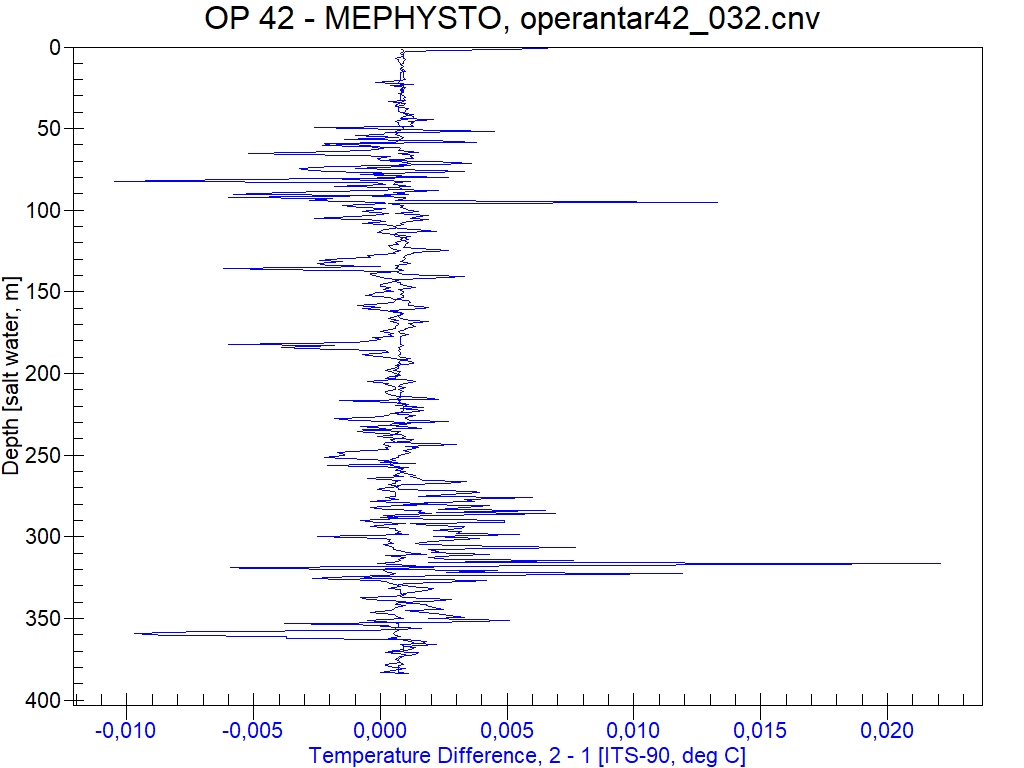 OP 42 - MEPHYSTO, operantar42_032.cnv
0
50
100
150
200
250
300
350
400
Depth [salt water, m]
-0,010 -0,005 0,000 0,005 0,010 0,015 0,020
Temperature Difference, 2 - 1 [ITS-90, deg C]